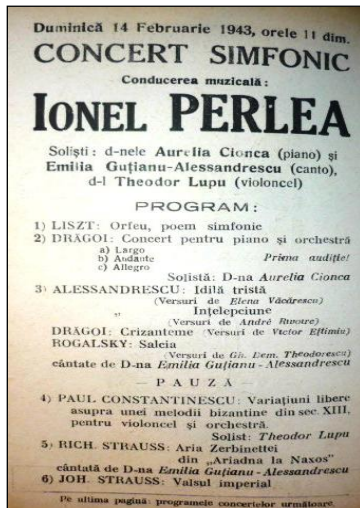 Duminică 14 Februarie 1943, orele 11 dim.
CONCERT SIMFONIC
Conducerea muzicală:
IONEL PERLEA
Soliști: d-nele Aurelia Cionca (piano) și
Emilia Guțianu-Alessandrescu (canto),
d-l Theodor Lupu (violoncel)
PROGRAM:
1) LISZT: Orfeu, poem simfonic
2) DRĂGOI: Concert pentru piano și orchestră
a) Largo
b) Andante Prima audiție!
c) Allegro
Solistă: D-na Aurelia Cionca
3) ALESSANDRESCU: Idilă tristă
(Versuri de Elena Văcărescu)
„ Ințelepciune
(Versuri de André Rivoire)
DRĂGOI: Crizanteme (Versuri de Victor Eftimiu)
ROGALSKY: Salcia
(Versuri de Gh. Dem. Theodorescu)
cântate de D-na Emilia Guțianu-Alessandrescu
— PAUZĂ —
4) PAUL CONSTANTINESCU: Variațiuni libere
asupra unei melodii bizantine din sec. XIII,
pentru violoncel și orchestră.
Solist: Theodor Lupu
5) RICH. STRAUSS: Aria Zerbinettei
din „Ariadna la Naxos"
cântată de D-na Emilia Guțianu-Alessandrescu
6) JOH. STRAUSS: Valsul imperial
Pe ultima pagină: programele concertelor următoare.